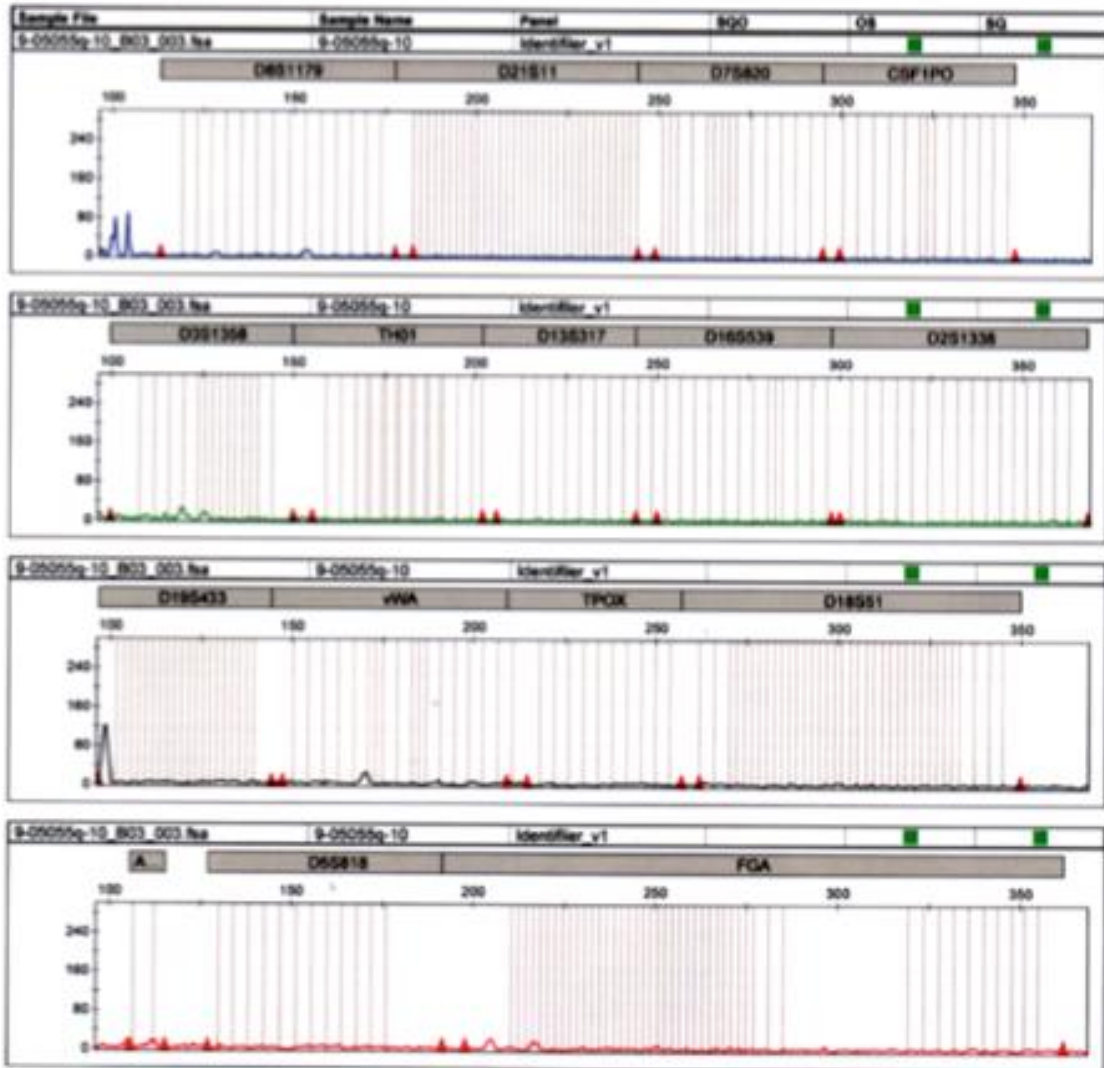 Sample File Sample Name Panel SQO OS SQ
9-05055q-10_B03_003.fsa 9-05055q-10 Identifiler_v1
D8S1179 D21S11 D7S820 CSF1PO
100 150 200 250 300 350
240
160
80
0
9-05055q-10_B03_003.fsa 9-05055q-10 Identifiler_v1
D3S1358 TH01 D13S317 D16S539 D2S1338
100 150 200 250 300 350
240
160
80
0
9-05055q-10_B03_003.fsa 9-05055q-10 Identifiler_v1
D19S433 vWA TPOX D18S51
100 150 200 250 300 350
240
160
80
0
9-05055q-10_B03_003.fsa 9-05055q-10 Identifiler_v1
A... D5S818 FGA
100 150 200 250 300 350
240
160
80
0